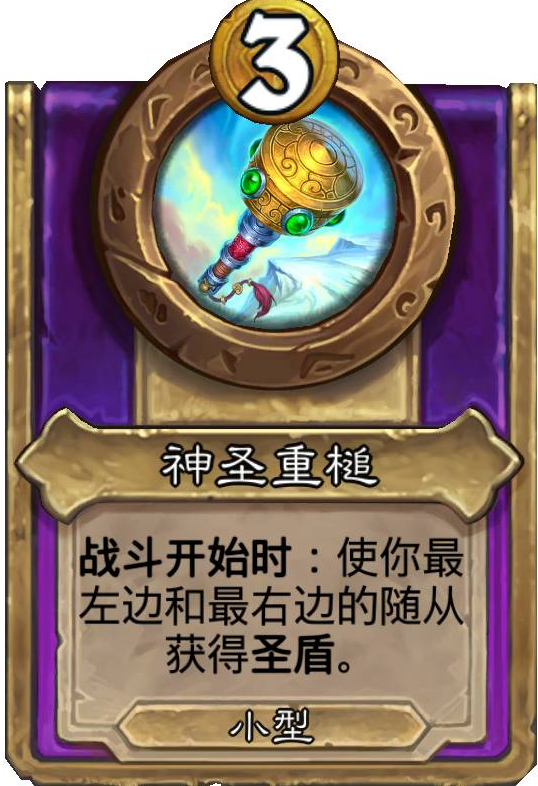 3
神圣重槌
战斗开始时：使你最
左边和最右边的随从
获得圣盾。
小型